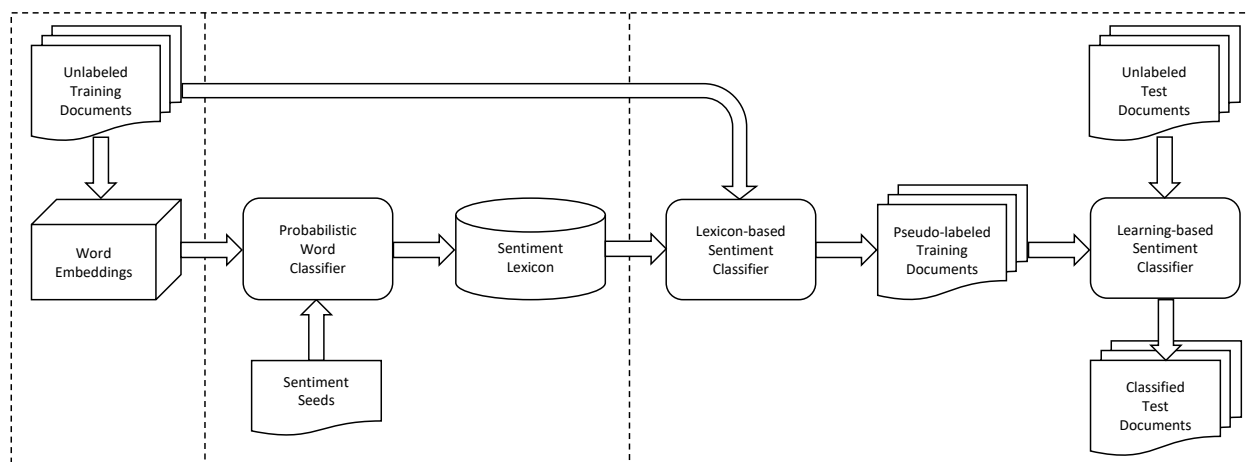 Unlabeled
Training
Documents
Unlabeled
Test
Documents
Word
Embeddings
Probabilistic
Word
Classifier
Sentiment
Lexicon
Lexicon-based
Sentiment
Classifier
Pseudo-labeled
Training
Documents
Learning-based
Sentiment
Classifier
Sentiment
Seeds
Classified
Test
Documents